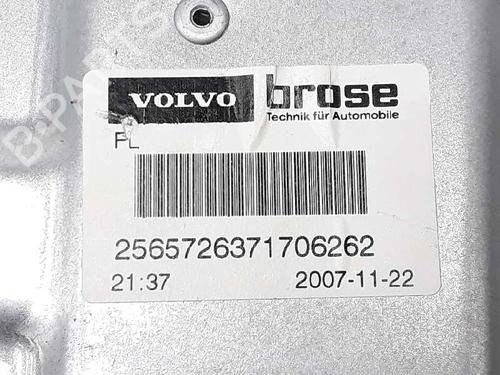 VOLVO brose
Technik für Automobile
FL
2565726371706262
21:37 2007-11-22
B-PARTS